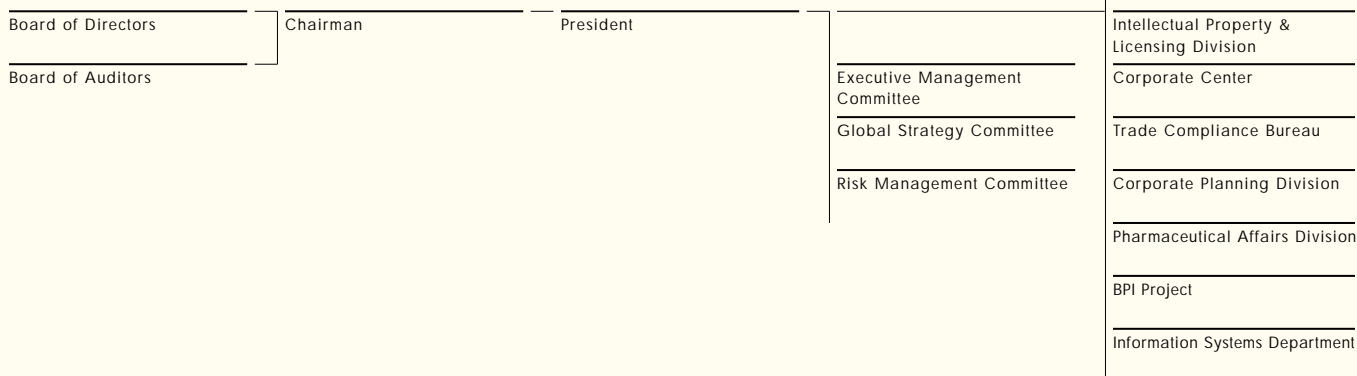 Board of Directors
Board of Auditors
Chairman
President
Executive Management
Committee
Global Strategy Committee
Risk Management Committee
Intellectual Property &
Licensing Division
Corporate Center
Trade Compliance Bureau
Corporate Planning Division
Pharmaceutical Affairs Division
BPI Project
Information Systems Department